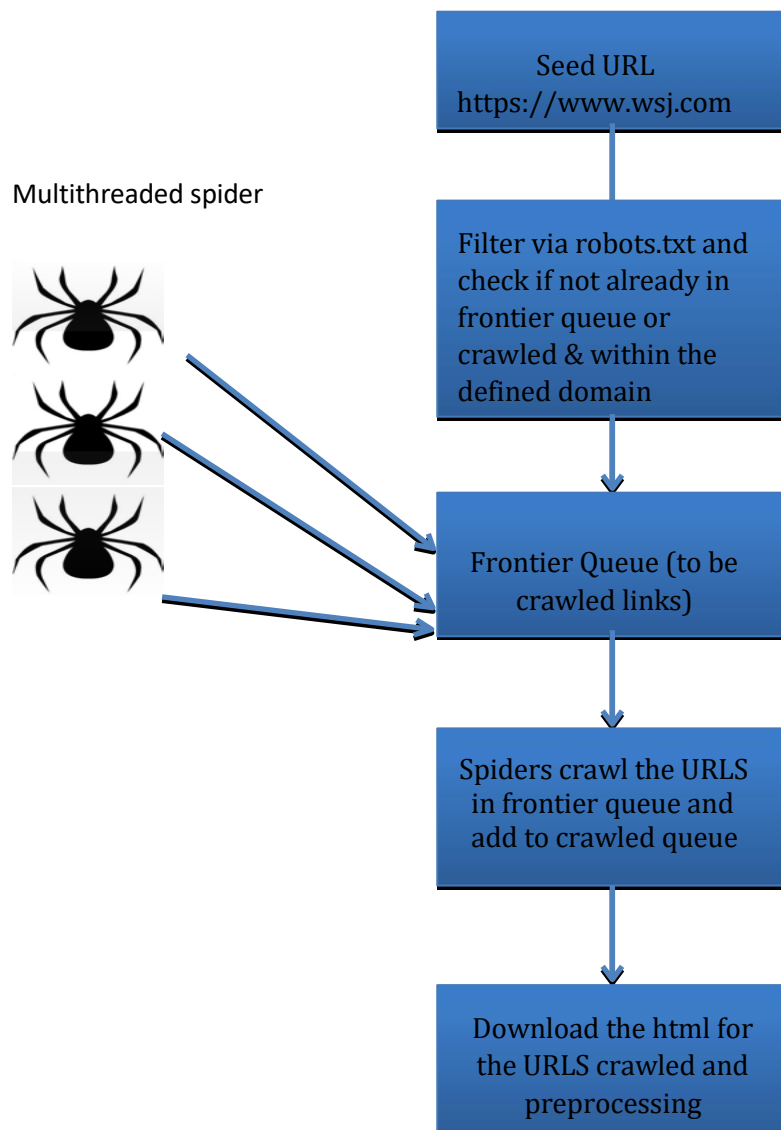 Seed URL
https://www.wsj.com
Multithreaded spider
Filter via robots.txt and
check if not already in
frontier queue or
crawled & within the
defined domain
Frontier Queue (to be
crawled links)
Spiders crawl the URLS
in frontier queue and
add to crawled queue
Download the html for
the URLS crawled and
preprocessing